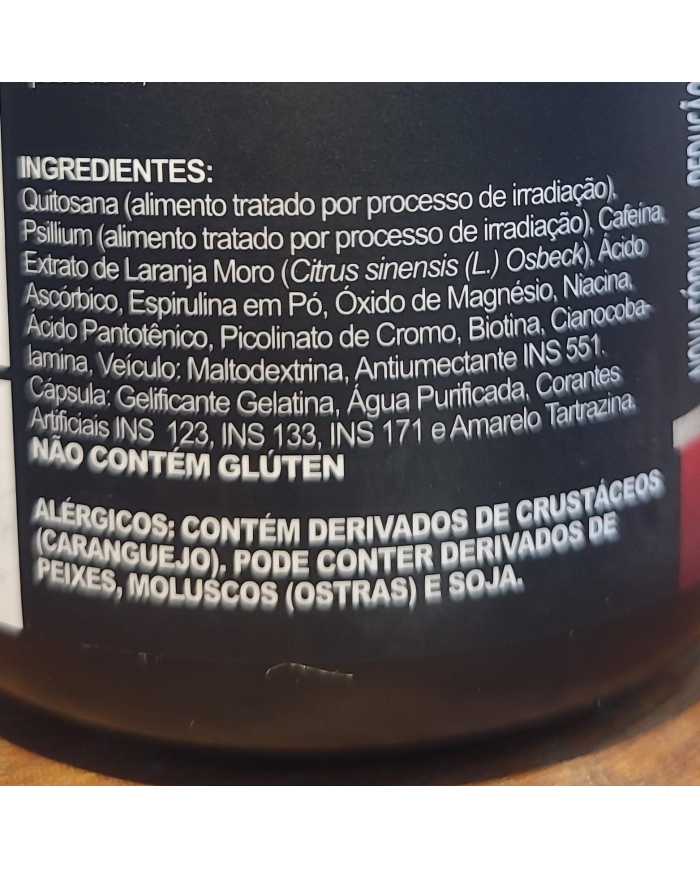 INGREDIENTES:
Quitosana (alimento tratado por processo de irradiação),
Psillium (alimento tratado por processo de irradiação), Cafeína,
Extrato de Laranja Moro (Citrus sinensis (L.) Osbeck), Ácido
Ascórbico, Espirulina em Pó, Óxido de Magnésio, Niacina,
Ácido Pantotênico, Picolinato de Cromo, Biotina, Cianocoba-
lamina, Veículo: Maltodextrina, Antiumectante INS 551.
Cápsula: Gelificante Gelatina, Água Purificada, Corantes
Artificiais INS 123, INS 133, INS 171 e Amarelo Tartrazina.
NÃO CONTÉM GLÚTEN
ALÉRGICOS: CONTÉM DERIVADOS DE CRUSTÁCEOS
(CARANGUEJO). PODE CONTER DERIVADOS DE
PEIXES, MOLUSCOS (OSTRAS) E SOJA.